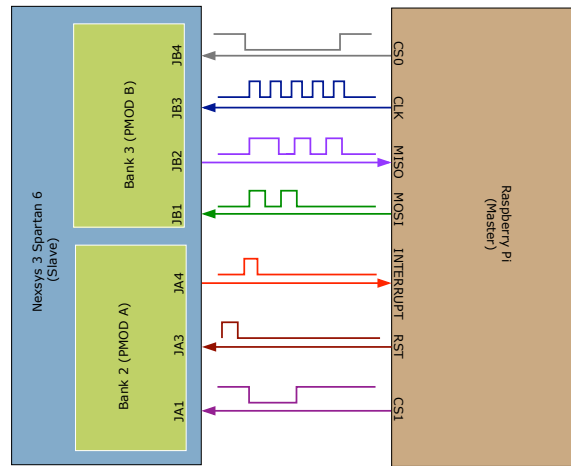 Nexsys 3 Spartan 6
(Slave)
Bank 3 (PMOD B)
JB4
JB3
JB2
JB1
Bank 2 (PMOD A)
JA4
JA3
JA1
CS0
CLK
MISO
MOSI
INTERRUPT
RST
CS1
Raspberry Pi
(Master)